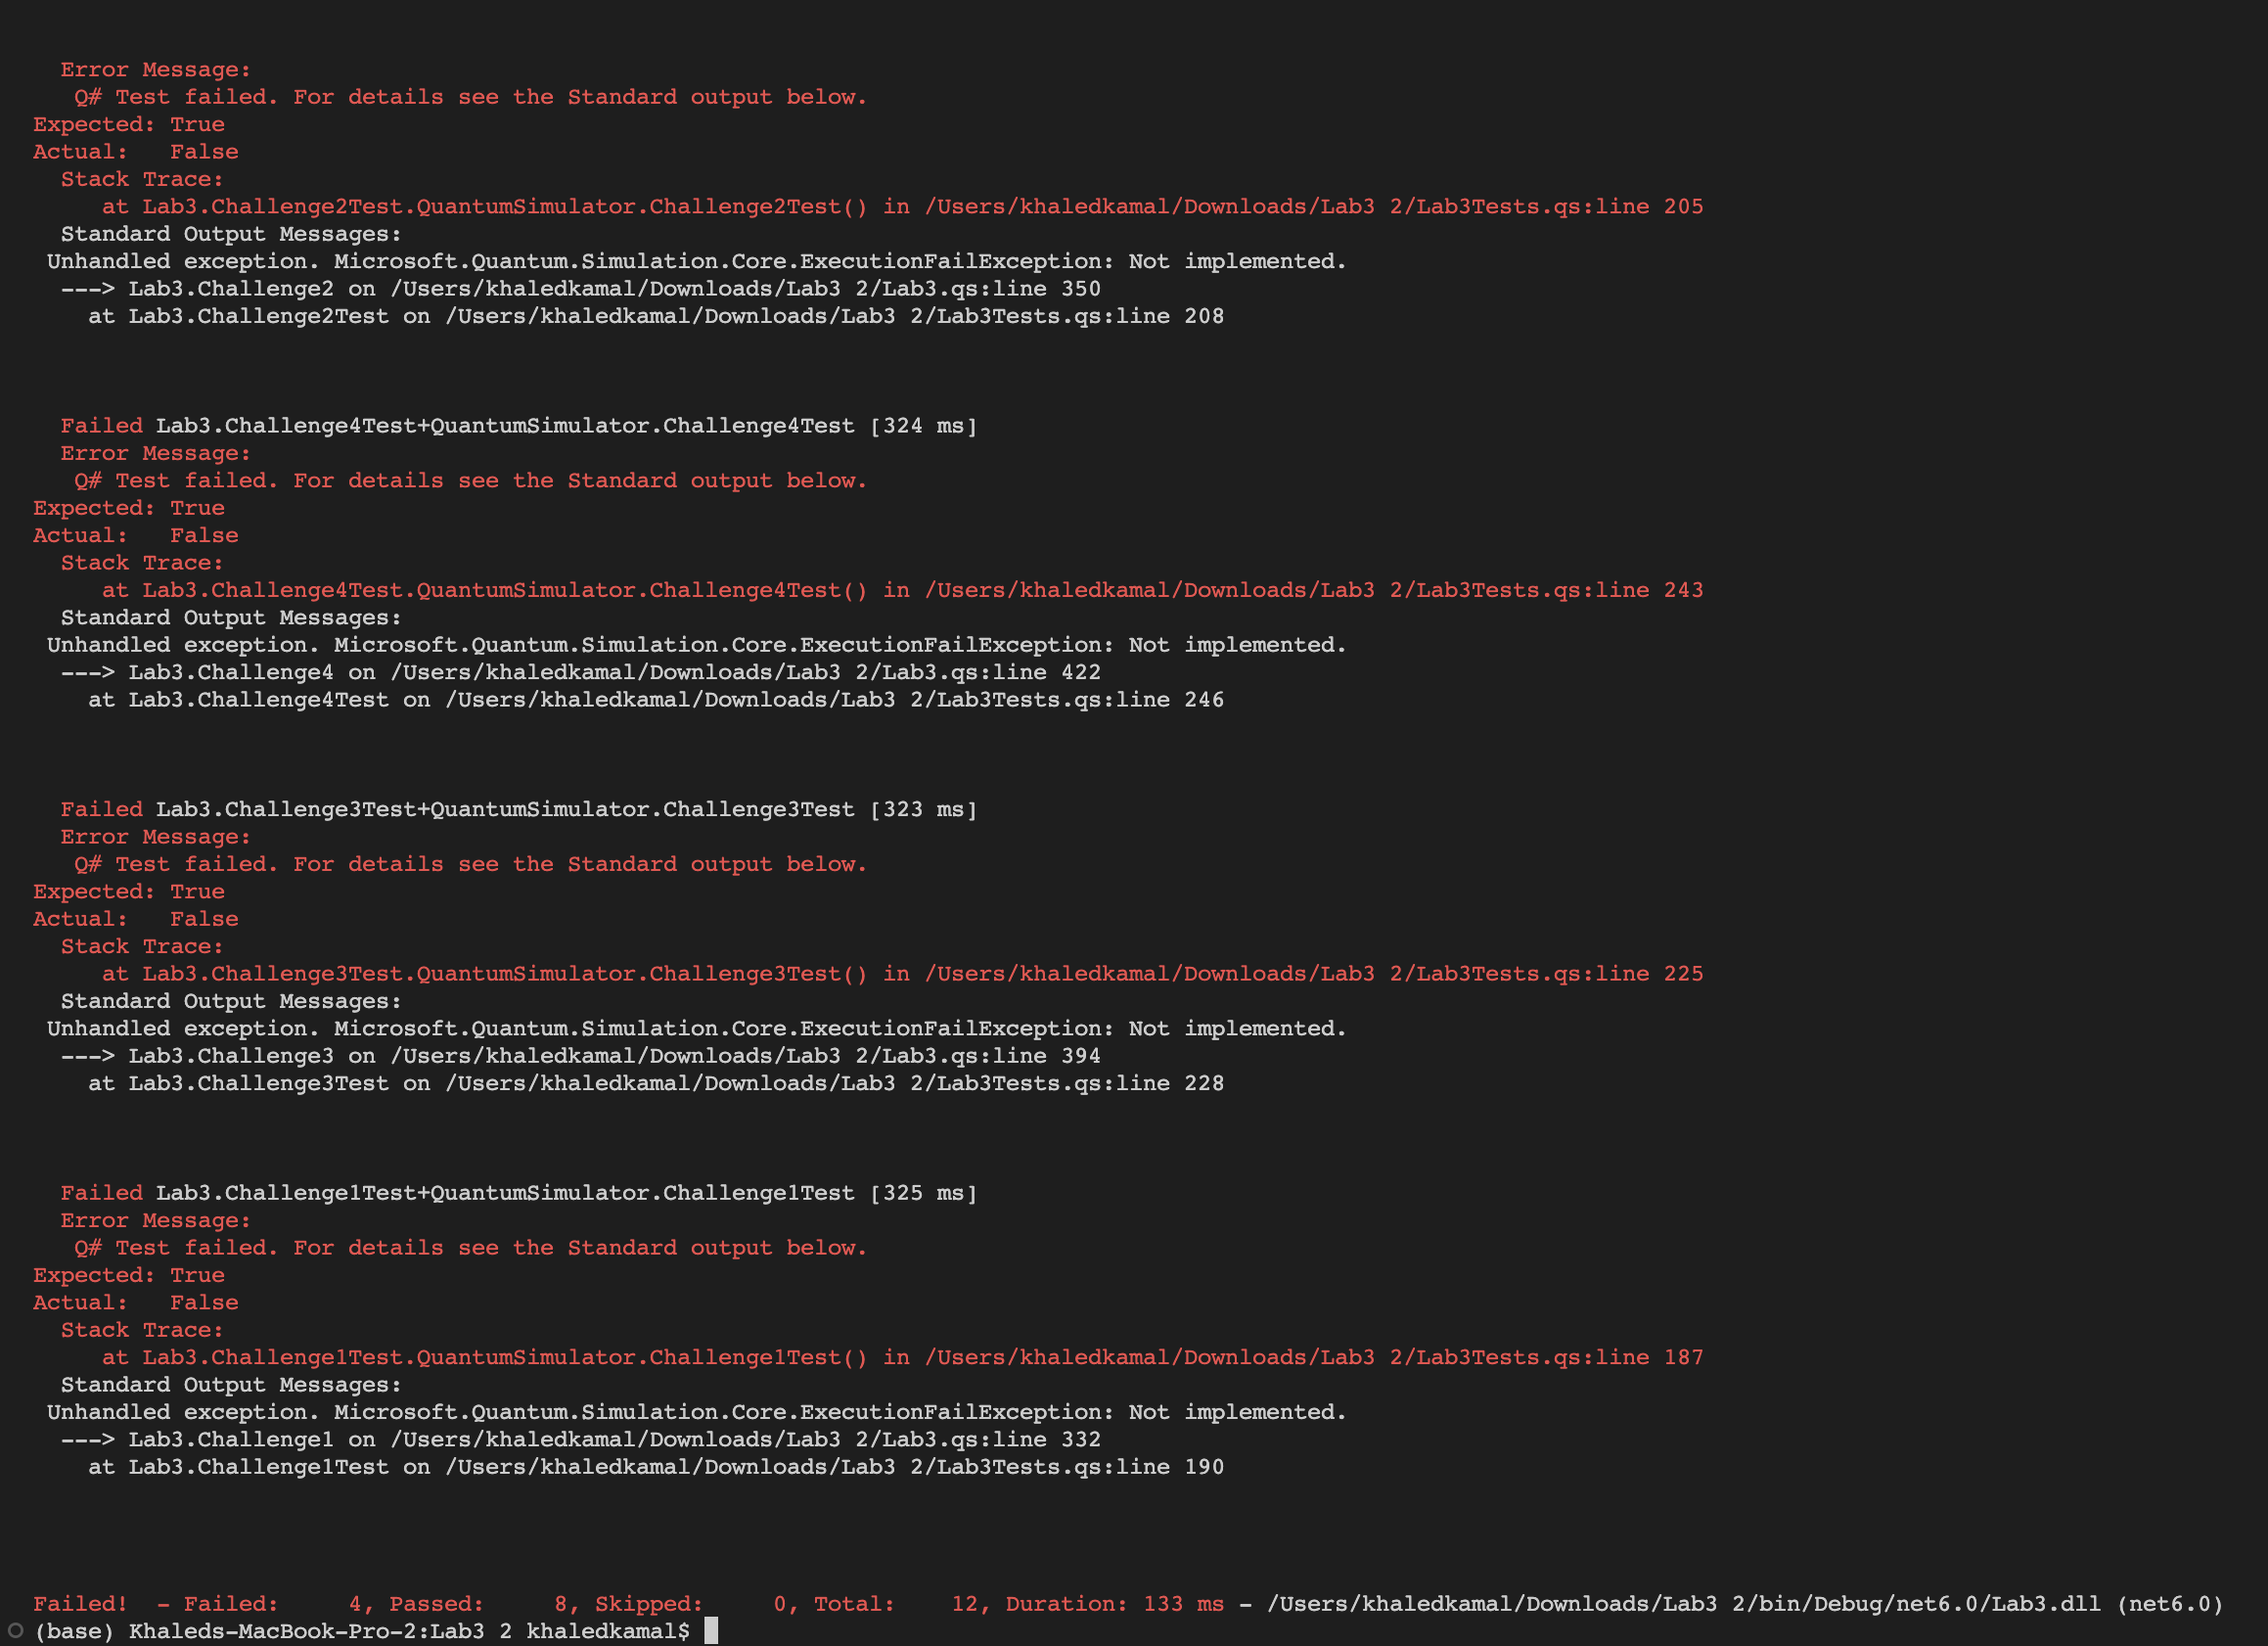 Error Message:
Q# Test failed. For details see the Standard output below.
Expected: True
Actual:   False
Stack Trace:
at Lab3.Challenge2Test.QuantumSimulator.Challenge2Test() in /Users/khaledkamal/Downloads/Lab3 2/Lab3Tests.qs:line 205
Standard Output Messages:
Unhandled exception. Microsoft.Quantum.Simulation.Core.ExecutionFailException: Not implemented.
---> Lab3.Challenge2 on /Users/khaledkamal/Downloads/Lab3 2/Lab3.qs:line 350
at Lab3.Challenge2Test on /Users/khaledkamal/Downloads/Lab3 2/Lab3Tests.qs:line 208
Failed Lab3.Challenge4Test+QuantumSimulator.Challenge4Test [324 ms]
Error Message:
Q# Test failed. For details see the Standard output below.
Expected: True
Actual:   False
Stack Trace:
at Lab3.Challenge4Test.QuantumSimulator.Challenge4Test() in /Users/khaledkamal/Downloads/Lab3 2/Lab3Tests.qs:line 243
Standard Output Messages:
Unhandled exception. Microsoft.Quantum.Simulation.Core.ExecutionFailException: Not implemented.
---> Lab3.Challenge4 on /Users/khaledkamal/Downloads/Lab3 2/Lab3.qs:line 422
at Lab3.Challenge4Test on /Users/khaledkamal/Downloads/Lab3 2/Lab3Tests.qs:line 246
Failed Lab3.Challenge3Test+QuantumSimulator.Challenge3Test [323 ms]
Error Message:
Q# Test failed. For details see the Standard output below.
Expected: True
Actual:   False
Stack Trace:
at Lab3.Challenge3Test.QuantumSimulator.Challenge3Test() in /Users/khaledkamal/Downloads/Lab3 2/Lab3Tests.qs:line 225
Standard Output Messages:
Unhandled exception. Microsoft.Quantum.Simulation.Core.ExecutionFailException: Not implemented.
---> Lab3.Challenge3 on /Users/khaledkamal/Downloads/Lab3 2/Lab3.qs:line 394
at Lab3.Challenge3Test on /Users/khaledkamal/Downloads/Lab3 2/Lab3Tests.qs:line 228
Failed Lab3.Challenge1Test+QuantumSimulator.Challenge1Test [325 ms]
Error Message:
Q# Test failed. For details see the Standard output below.
Expected: True
Actual:   False
Stack Trace:
at Lab3.Challenge1Test.QuantumSimulator.Challenge1Test() in /Users/khaledkamal/Downloads/Lab3 2/Lab3Tests.qs:line 187
Standard Output Messages:
Unhandled exception. Microsoft.Quantum.Simulation.Core.ExecutionFailException: Not implemented.
---> Lab3.Challenge1 on /Users/khaledkamal/Downloads/Lab3 2/Lab3.qs:line 332
at Lab3.Challenge1Test on /Users/khaledkamal/Downloads/Lab3 2/Lab3Tests.qs:line 190
Failed!  - Failed:     4, Passed:     8, Skipped:     0, Total:    12, Duration: 133 ms - /Users/khaledkamal/Downloads/Lab3 2/bin/Debug/net6.0/Lab3.dll (net6.0)
(base) Khaleds-MacBook-Pro-2:Lab3 2 khaledkamal$